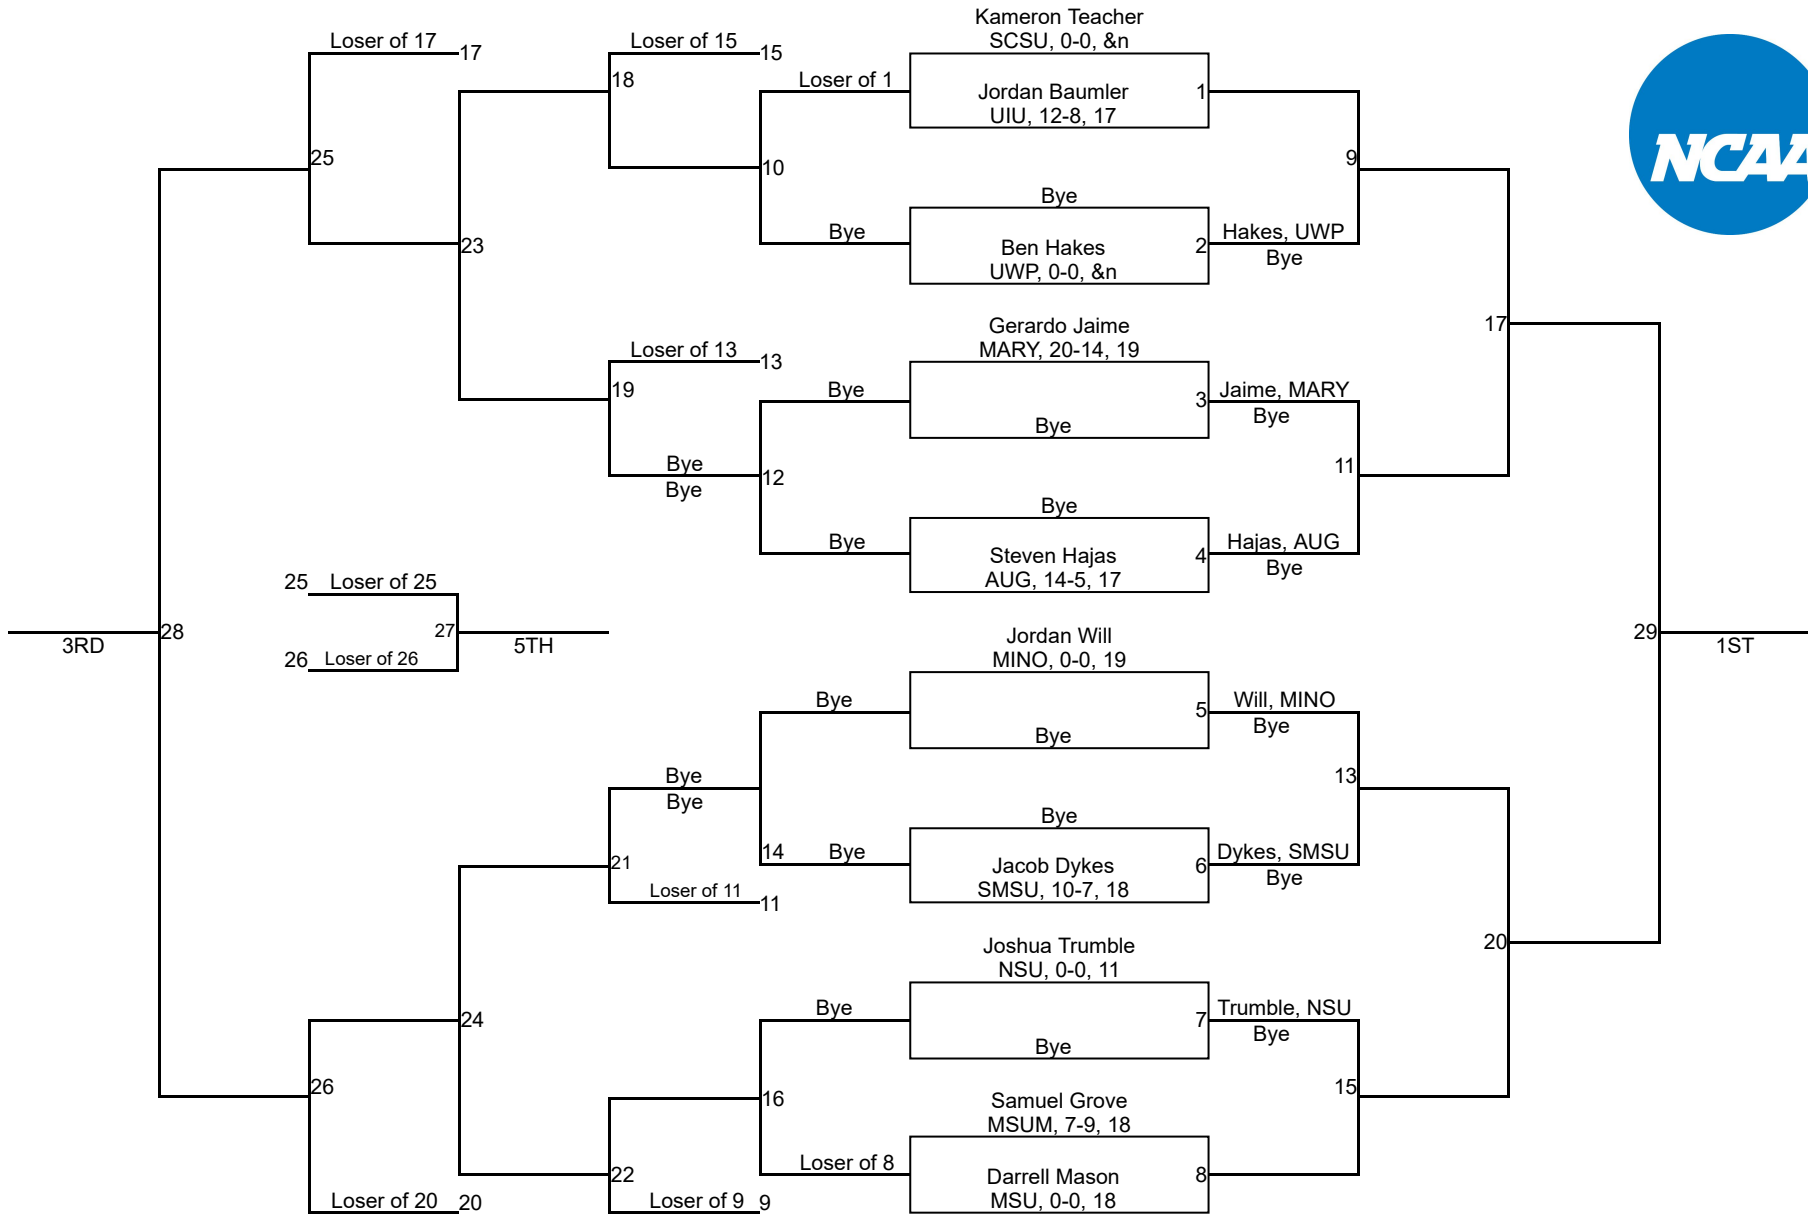 Kameron Teacher
SCSU, 0-0, &n
Loser of 17
17
Loser of 15
15
18
Loser of 1
Jordan Baumler
UIU, 12-8, 17
1
NCAA
25
10
9
Bye
Bye
Ben Hakes
UWP, 0-0, &n
2
Hakes, UWP
Bye
23
Gerardo Jaime
MARY, 20-14, 19
17
Loser of 13
13
19
Bye
3
Jaime, MARY
Bye
Bye
Bye
Bye
12
11
Bye
Bye
Steven Hajas
AUG, 14-5, 17
4
Hajas, AUG
Bye
25
Loser of 25
3RD
28
27
5TH
26
Loser of 26
Jordan Will
MINO, 0-0, 19
29
1ST
Bye
5
Will, MINO
Bye
Bye
Bye
Bye
13
Bye
21
14
Bye
Jacob Dykes
SMSU, 10-7, 18
6
Dykes, SMSU
Bye
Loser of 11
11
Joshua Trumble
NSU, 0-0, 11
20
24
Bye
7
Trumble, NSU
Bye
Bye
26
16
15
Samuel Grove
MSUM, 7-9, 18
22
Loser of 8
Darrell Mason
MSU, 0-0, 18
8
Loser of 20
20
Loser of 9
9